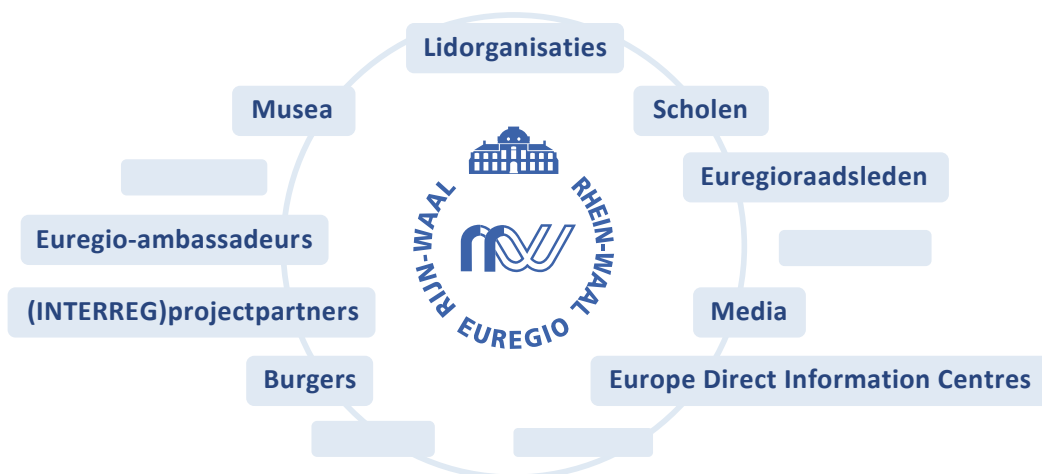 Lidorganisaties
Musea
Scholen
Euregioraadsleden
Euregio-ambassadeurs
(INTERREG)projectpartners
Media
Burgers
Europe Direct Information Centres
RIJN-WAAL
EUREGIO
RHEIN-WAAL